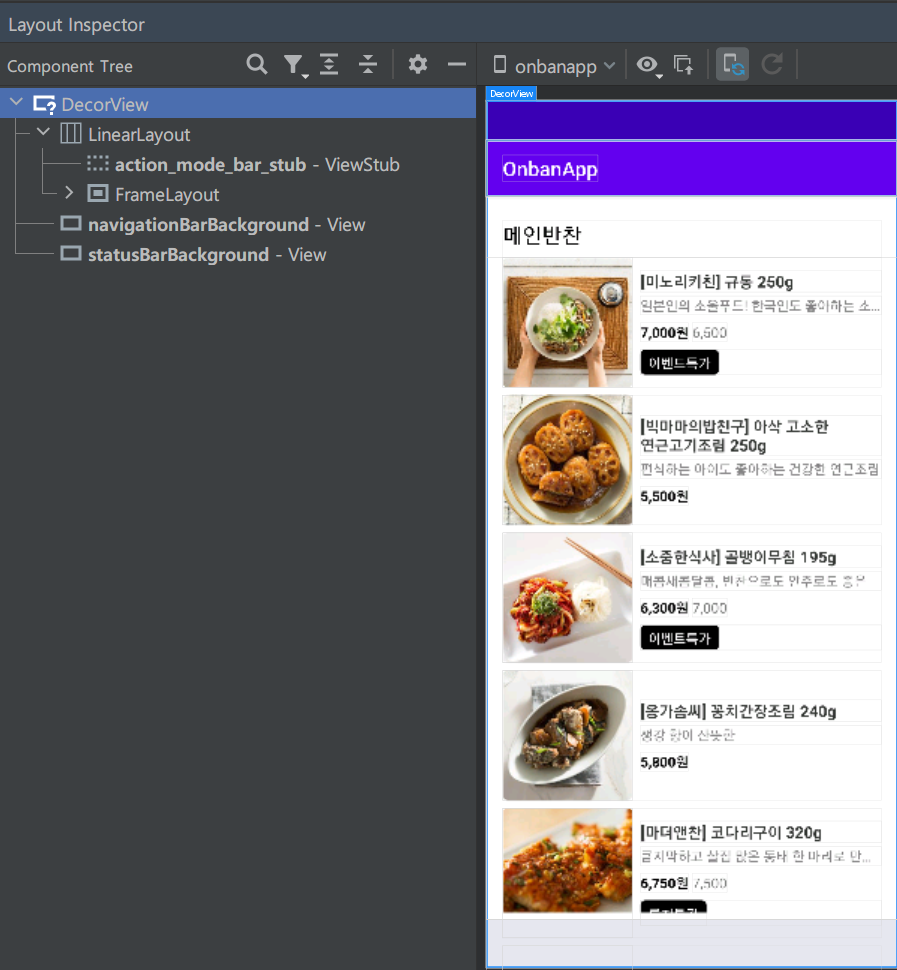 Layout Inspector
Component Tree
onbanapp
DecorView
LinearLayout
action_mode_bar_stub - ViewStub
FrameLayout
navigationBarBackground - View
statusBarBackground - View
DecorView
OnbanApp
메인반찬
[미노리키친] 규동 250g
일본인의 소울푸드! 한국인도 좋아하는 소...
7,000원 6,500
이벤트특가
[빅마마의밥친구] 아삭 고소한
연근고기조림 250g
편식하는 아이도 좋아하는 건강한 연근조림
5,500원
[소중한식사] 골뱅이무침 195g
매콤새콤달콤, 반찬으로도 안주로도 좋은
6,300원 7,000
이벤트특가
[옹가솜씨] 꽁치간장조림 240g
생강 향이 산뜻한
5,800원
[마더앤찬] 코다리구이 320g
큼지막하고 살집 많은 동태 한 마리로 만...
6,750원 7,500